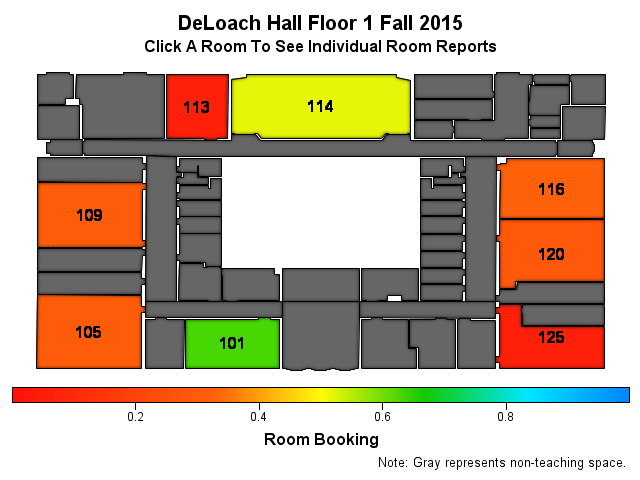 DeLoach Hall Floor 1 Fall 2015
Click A Room To See Individual Room Reports
113
114
116
109
120
105
101
125
0.2 0.4 0.6 0.8
Room Booking
Note: Gray represents non-teaching space.